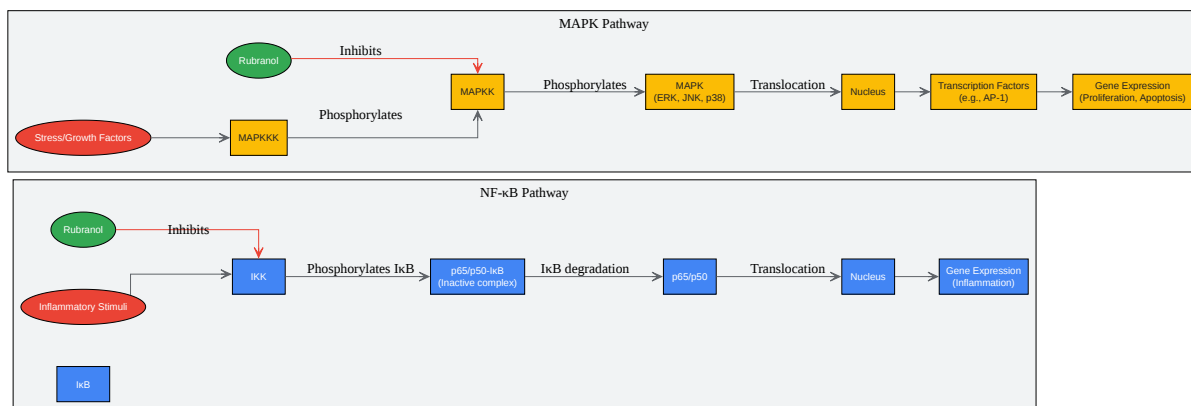 MAPK Pathway
Rubranol
Inhibits
Stress/Growth Factors
MAPKKK
Phosphorylates
MAPKK
Phosphorylates
MAPK
(ERK, JNK, p38)
Translocation
Nucleus
Transcription Factors
(e.g., AP-1)
Gene Expression
(Proliferation, Apoptosis)
NF-κB Pathway
Rubranol
Inhibits
Inflammatory Stimuli
IKK
Phosphorylates IκB
p65/p50-IκB
(Inactive complex)
IκB degradation
p65/p50
Translocation
Nucleus
Gene Expression
(Inflammation)
IκB